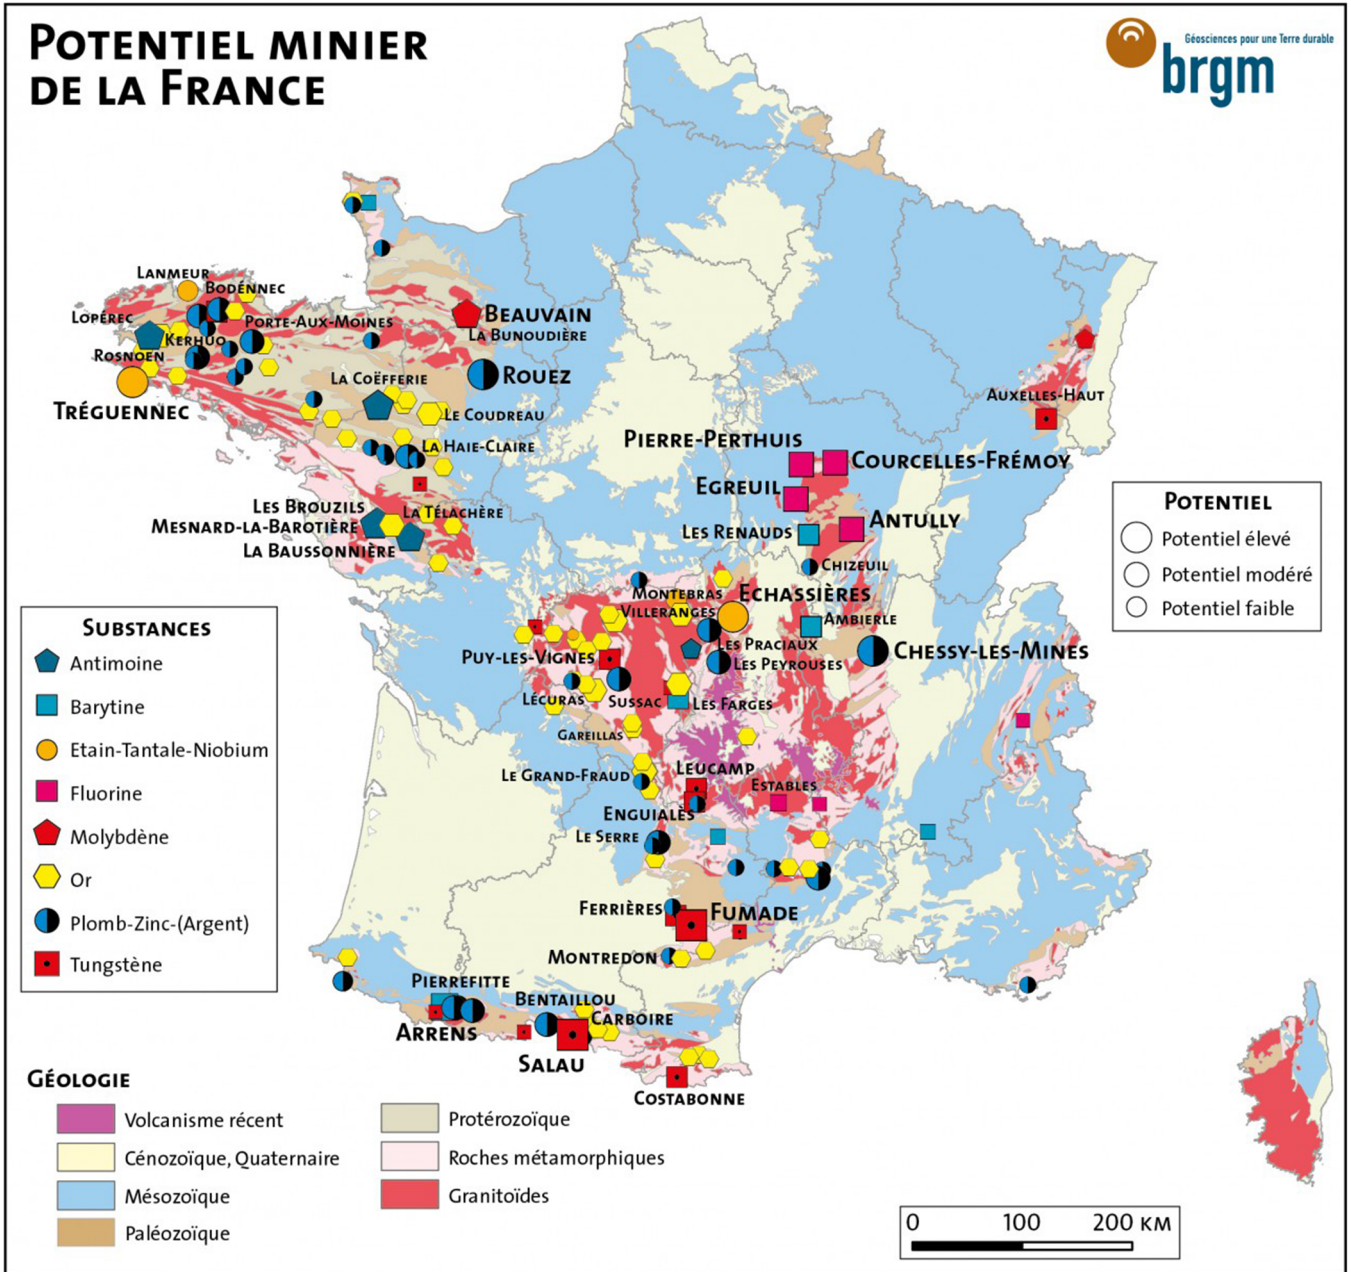 POTENTIEL MINIER
DE LA FRANCE
Géosciences pour une Terre durable
brgm
LANMEUR
BODÉNNEC
LOPÉREC
PORTE-AUX-MOINES
KERHUO
ROSNOEN
TRÉGUENNEC
BEAUVAIN
LA BUNOUDIÈRE
ROUEZ
LA COËFFERIE
LE COUDREAU
LA HAIE-CLAIRE
AUXELLES-HAUT
PIERRE-PERTHUIS
COURCELLES-FRÉMOY
EGREUIL
ANTULLY
LES RENAUDS
CHIZEUIL
LES BROUZILS
LA TÉLACHÈRE
MESNARD-LA-BAROTIÈRE
LA BAUSSONNIÈRE
POTENTIEL
Potentiel élevé
Potentiel modéré
Potentiel faible
MONTEBRAS
ECHASSIÈRES
VILLERANGES
AMBIERLE
LES PRACIAUX
CHESSY-LES-MINES
PUY-LES-VIGNES
LES PEYROUSES
LÉCURAS
SUSSAC
LES FARGES
GAREILLAS
LE GRAND-FRAUD
LEUCAMP
ESTABLES
ENGUIALÈS
LE SERRE
FERRIÈRES
FUMADE
MONTREDON
PIERREFITTE
BENTAILLOU
ARRENS
CARBOIRE
SALAU
COSTABONNE
SUBSTANCES
Antimoine
Barytine
Etain-Tantale-Niobium
Fluorine
Molybdène
Or
Plomb-Zinc-(Argent)
Tungstène
GÉOLOGIE
Volcanisme récent
Cénozoïque, Quaternaire
Mésozoïque
Paléozoïque
Protérozoïque
Roches métamorphiques
Granitoïdes
0 100 200 KM